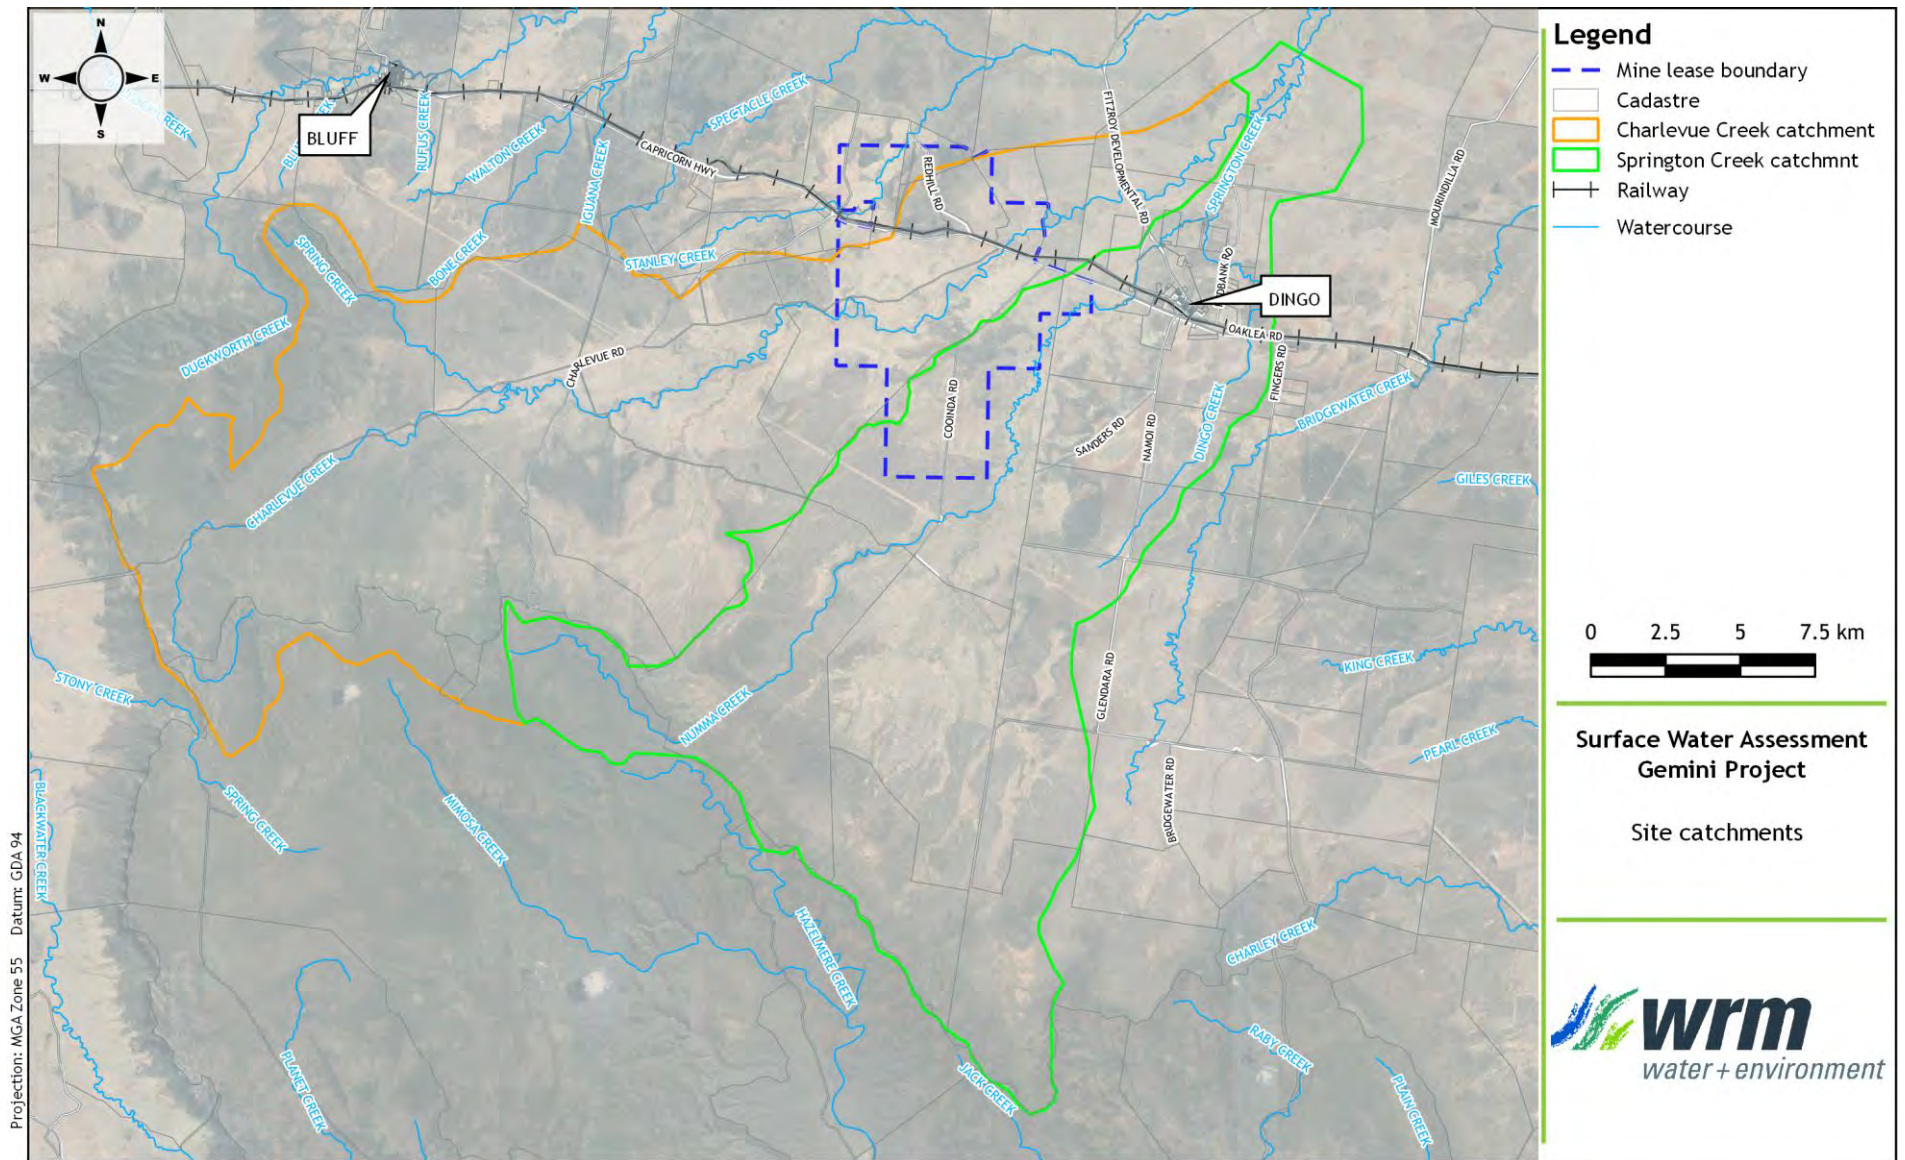 N
W
E
S
BLUFF
RUFUS CREEK
WALTON CREEK
IGUANA CREEK
SPECTACLE CREEK
CAPRICORN HWY
REDHILL RD
FITZROY DEVELOPMENTAL RD
SPRINGTON CREEK
MOURINDILLA RD
SPRING CREEK
BONE CREEK
STANLEY CREEK
DINGO
OAKLEA RD
DUCKWORTH CREEK
CHARLEVUE RD
COOINDA RD
SANDERS RD
NAMOI RD
DINGO CREEK
FINGERS RD
BRIDGEWATER CREEK
GILES CREEK
CHARLEVUE CREEK
STONY CREEK
NUMMA CREEK
GLENDARA RD
KING CREEK
PEARL CREEK
BRIDGEWATER RD
BLACKWATER CREEK
SPRING CREEK
MIMOSA CREEK
HAZELMERE CREEK
CHARLEY CREEK
PLANET CREEK
JACK CREEK
RABY CREEK
PLAIN CREEK
Projection: MGA Zone 55 Datum: GDA 94
Legend
Mine lease boundary
Cadastre
Charlevue Creek catchment
Springton Creek catchmnt
Railway
Watercourse
0 2.5 5 7.5 km
Surface Water Assessment
Gemini Project
Site catchments
wrm
water + environment